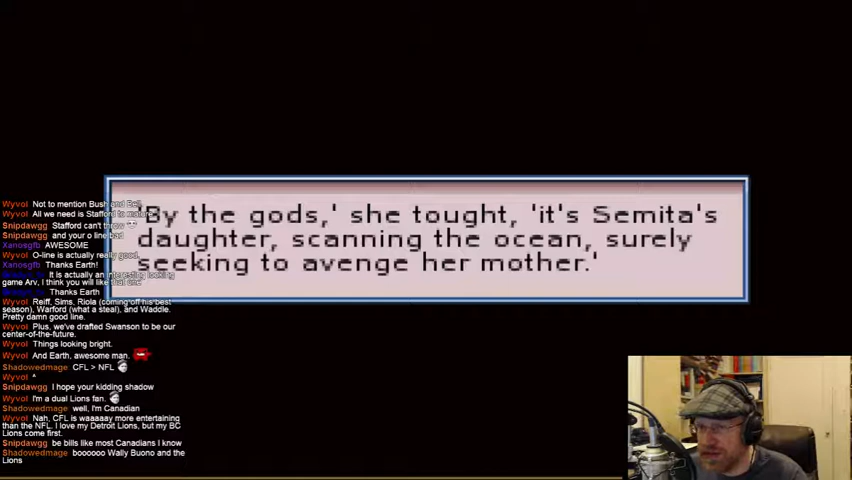 'By the gods,' she tought, 'it's Semita's
daughter, scanning the ocean, surely
seeking to avenge her mother.'
Wyvol Not to mention Bush and Bell.
Wyvol All we need is Stafford to mature
Snipdawgg Stafford can't throw
Snipdawgg and your o line bad
Xanosgfb AWESOME
Wyvol O-line is actually really good.
Xanosgfb Thanks Earth!
It is actually an interesting looking
game Arv, I think you will like that one
Thanks Earth
Wyvol Reiff, Sims, Riola (coming off his best
season), Warford (what a steal), and Waddle.
Pretty damn good line.
Wyvol Plus, we've drafted Swanson to be our
center-of-the-future.
Wyvol Things looking bright.
Wyvol And Earth, awesome man.
Shadowedmage CFL > NFL
Wyvol ^
Snipdawgg I hope your kidding shadow
Wyvol I'm a dual Lions fan.
Shadowedmage well, I'm Canadian
Wyvol Nah, CFL is waaaaay more entertaining
than the NFL. I love my Detroit Lions, but my BC
Lions come first.
Snipdawgg be bills like most Canadians I know
Shadowedmage boooooo Wally Buono and the
Lions